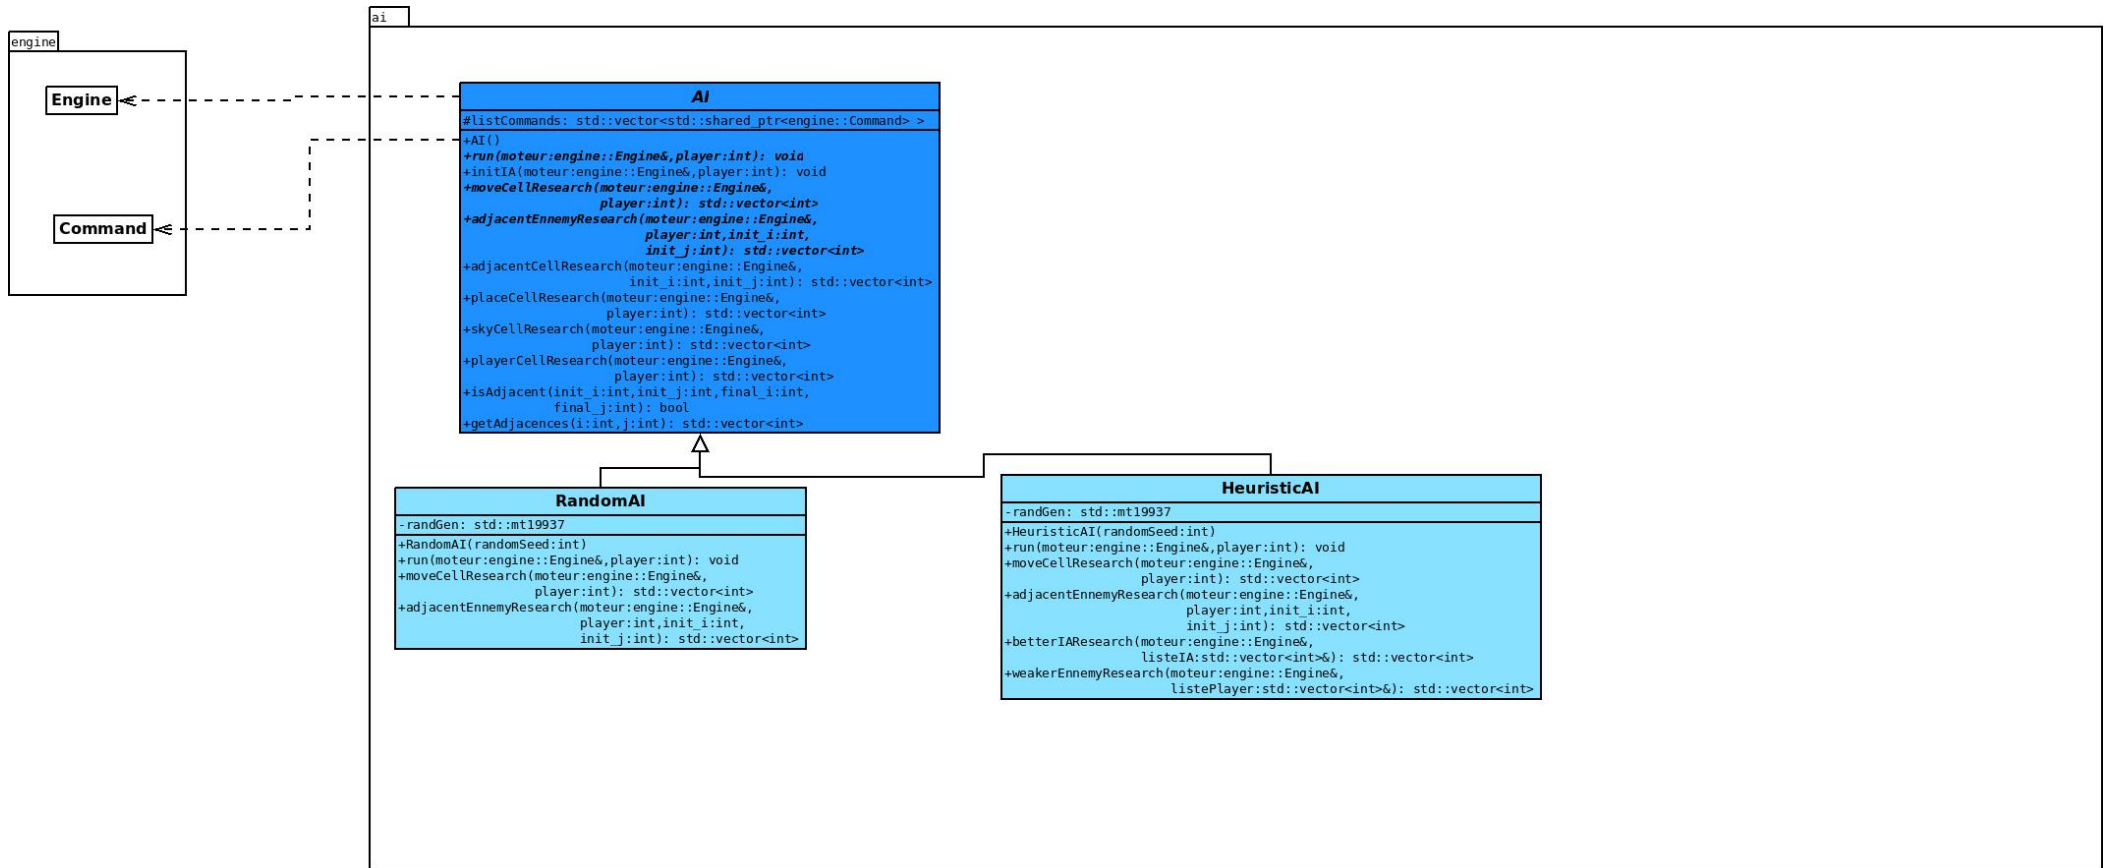 engine
Engine
Command
ai
AI
#listCommands: std::vector<std::shared_ptr<engine::Command> >
+AI()
+run(moteur:engine::Engine&,player:int): void
+initIA(moteur:engine::Engine&,player:int): void
+moveCellResearch(moteur:engine::Engine&,
player:int): std::vector<int>
+adjacentEnnemyResearch(moteur:engine::Engine&,
player:int,init_i:int,
init_j:int): std::vector<int>
+adjacentCellResearch(moteur:engine::Engine&,
init_i:int,init_j:int): std::vector<int>
+placeCellResearch(moteur:engine::Engine&,
player:int): std::vector<int>
+skyCellResearch(moteur:engine::Engine&,
player:int): std::vector<int>
+playerCellResearch(moteur:engine::Engine&,
player:int): std::vector<int>
+isAdjacent(init_i:int,init_j:int,final_i:int,
final_j:int): bool
+getAdjacences(i:int,j:int): std::vector<int>
RandomAI
-randGen: std::mt19937
+RandomAI(randomSeed:int)
+run(moteur:engine::Engine&,player:int): void
+moveCellResearch(moteur:engine::Engine&,
player:int): std::vector<int>
+adjacentEnnemyResearch(moteur:engine::Engine&,
player:int,init_i:int,
init_j:int): std::vector<int>
HeuristicAI
-randGen: std::mt19937
+HeuristicAI(randomSeed:int)
+run(moteur:engine::Engine&,player:int): void
+moveCellResearch(moteur:engine::Engine&,
player:int): std::vector<int>
+adjacentEnnemyResearch(moteur:engine::Engine&,
player:int,init_i:int,
init_j:int): std::vector<int>
+betterIAResearch(moteur:engine::Engine&,
listeIA:std::vector<int>&): std::vector<int>
+weakerEnnemyResearch(moteur:engine::Engine&,
listePlayer:std::vector<int>&): std::vector<int>